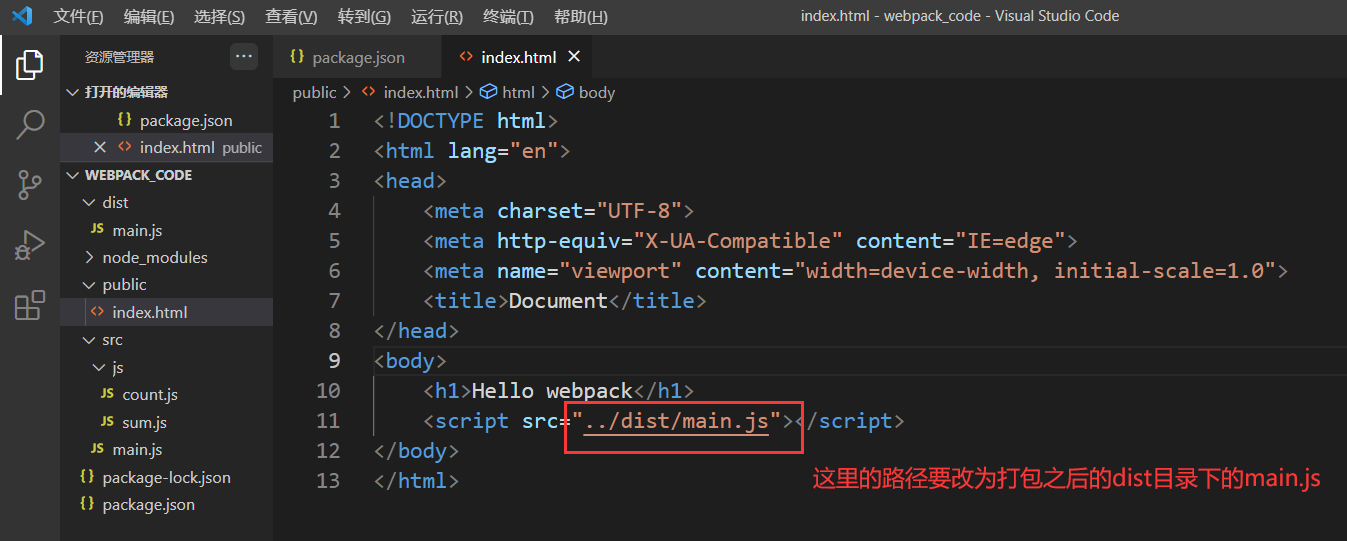 文件(F) 编辑(E) 选择(S) 查看(V) 转到(G) 运行(R) 终端(T) 帮助(H) index.html - webpack_code - Visual Studio Code
资源管理器 ···
打开的编辑器
{} package.json
× <> index.html public
WEBPACK_CODE
dist
JS main.js
node_modules
public
<> index.html
src
js
JS count.js
JS sum.js
JS main.js
{} package-lock.json
{} package.json
{} package.json <> index.html ×
public > <> index.html > html > body
1 <!DOCTYPE html>
2 <html lang="en">
3 <head>
4 <meta charset="UTF-8">
5 <meta http-equiv="X-UA-Compatible" content="IE=edge">
6 <meta name="viewport" content="width=device-width, initial-scale=1.0">
7 <title>Document</title>
8 </head>
9 <body>
10 <h1>Hello webpack</h1>
11 <script src="../dist/main.js"></script>
12 </body>
13 </html>
这里的路径要改为打包之后的dist目录下的main.js